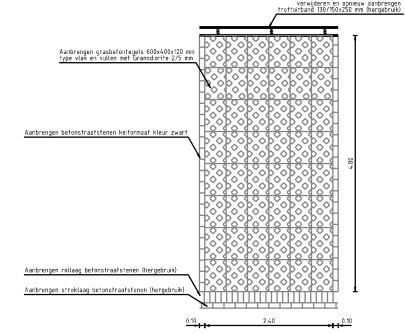 verwijderen en opnieuw aanbrengen
trottoirband 130/150x250 mm (hergebruik)
Aanbrengen grasbetontegels 600x400x120 mm
type vlak en vullen met Granodiorite 2/5 mm
Aanbrengen betonstraatstenen keiformaat kleur zwart
4.80
Aanbrengen rollaag betonstraatstenen (hergebruik)
Aanbrengen streklaag betonstraatstenen (hergebruik)
0.10
2.40
0.10